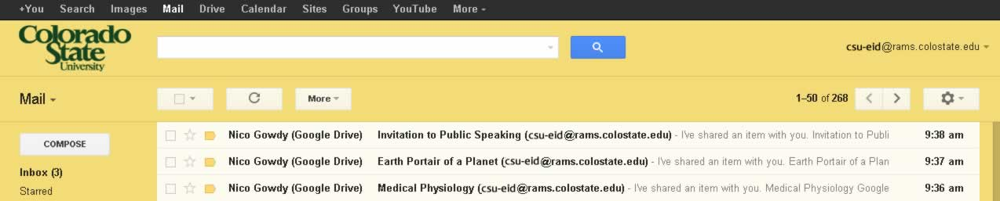 +You Search Images Mail Drive Calendar Sites Groups YouTube More
Colorado
State
University
csu-eid@rams.colostate.edu
Mail
More
1–50 of 268
COMPOSE
Nico Gowdy (Google Drive) Invitation to Public Speaking (csu-eid@rams.colostate.edu) - I've shared an item with you. Invitation to Publi 9:38 am
Inbox (3)
Nico Gowdy (Google Drive) Earth Portair of a Planet (csu-eid@rams.colostate.edu) - I've shared an item with you. Earth Portair of a Plan 9:37 am
Starred
Nico Gowdy (Google Drive) Medical Physiology (csu-eid@rams.colostate.edu) - I've shared an item with you. Medical Physiology Google 9:36 am